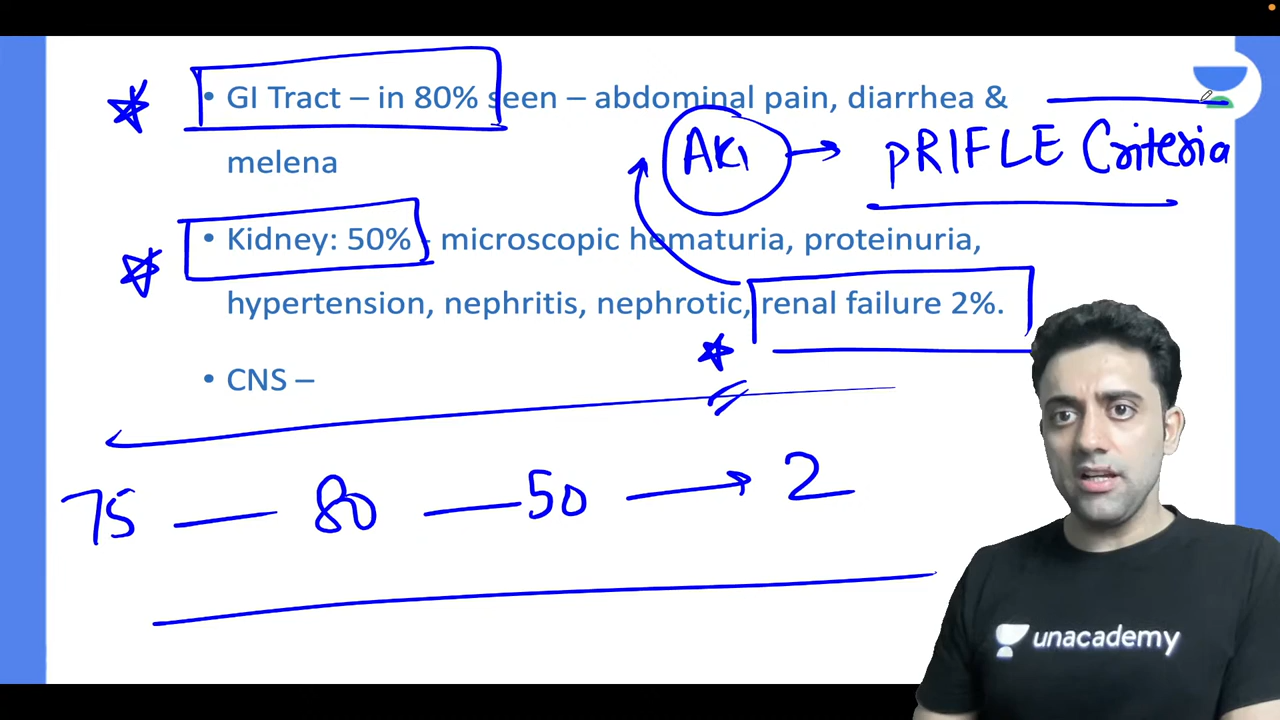 • GI Tract – in 80% seen – abdominal pain, diarrhea &
melena
AKI → pRIFLE Criteria
• Kidney: 50% - microscopic hematuria, proteinuria,
hypertension, nephritis, nephrotic, renal failure 2%.
• CNS –
75 — 80 — 50 → 2
unacademy